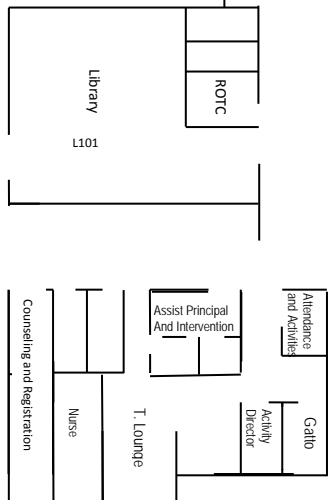 Library
ROTC
L101
Assist Principal
And Intervention
Attendance
and Activities
Counseling and Registration
Nurse
T. Lounge
Activity
Director
Gatto